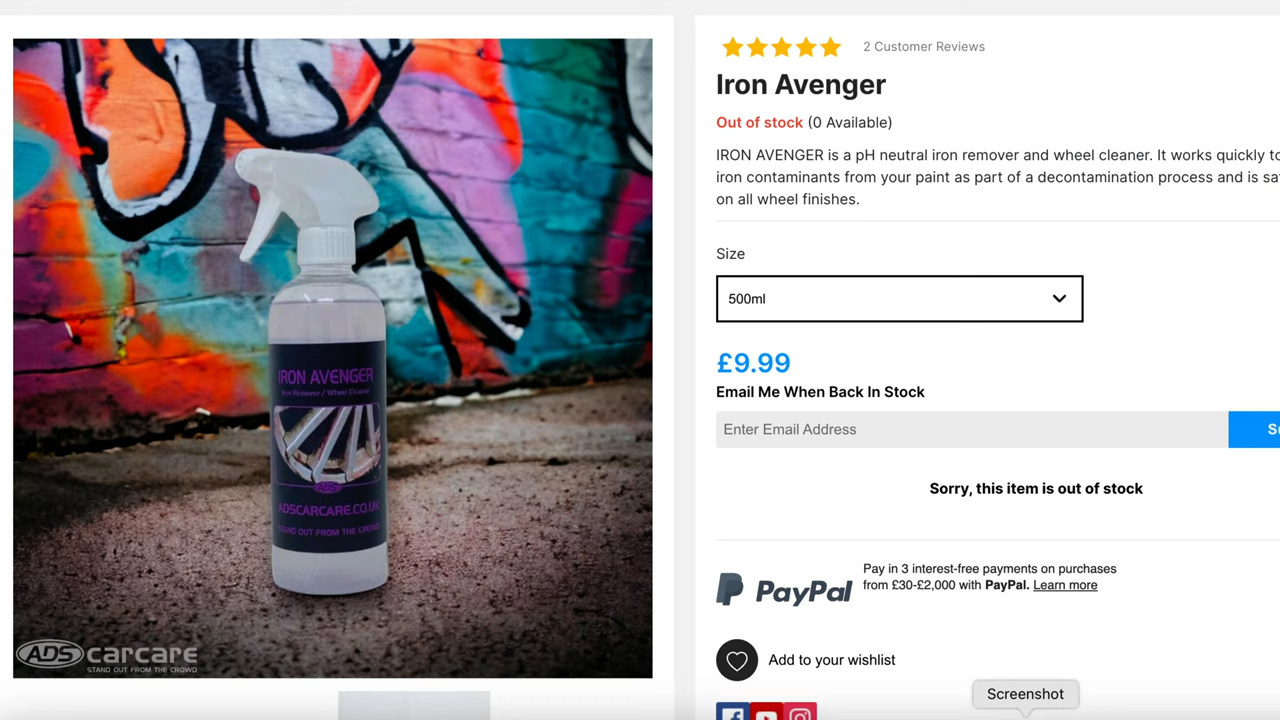 IRON AVENGER
Iron Remover / Wheel Cleaner
ADS
ADSCARCARE.CO.UK
STAND OUT FROM THE CROWD
ADS carcare
STAND OUT FROM THE CROWD
2 Customer Reviews
Iron Avenger
Out of stock (0 Available)
IRON AVENGER is a pH neutral iron remover and wheel cleaner. It works quickly
iron contaminants from your paint as part of a decontamination process and is
on all wheel finishes.
Size
500ml
£9.99
Email Me When Back In Stock
Enter Email Address
Sorry, this item is out of stock
PayPal
Pay in 3 interest-free payments on purchases
from £30-£2,000 with PayPal. Learn more
Add to your wishlist
Screenshot